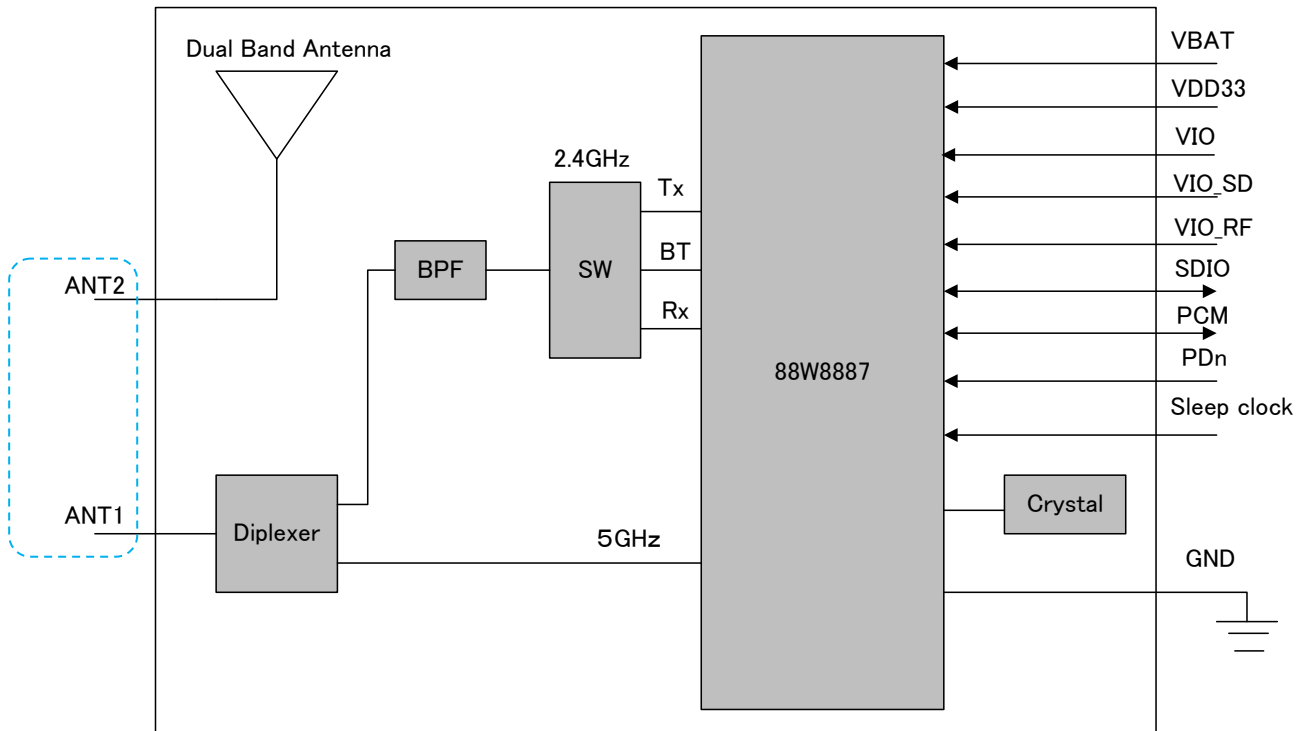 Dual Band Antenna
ANT2
ANT1
Diplexer
BPF
2.4GHz
SW
Tx
BT
Rx
5GHz
88W8887
VBAT
VDD33
VIO
VIO_SD
VIO_RF
SDIO
PCM
PDn
Sleep clock
Crystal
GND